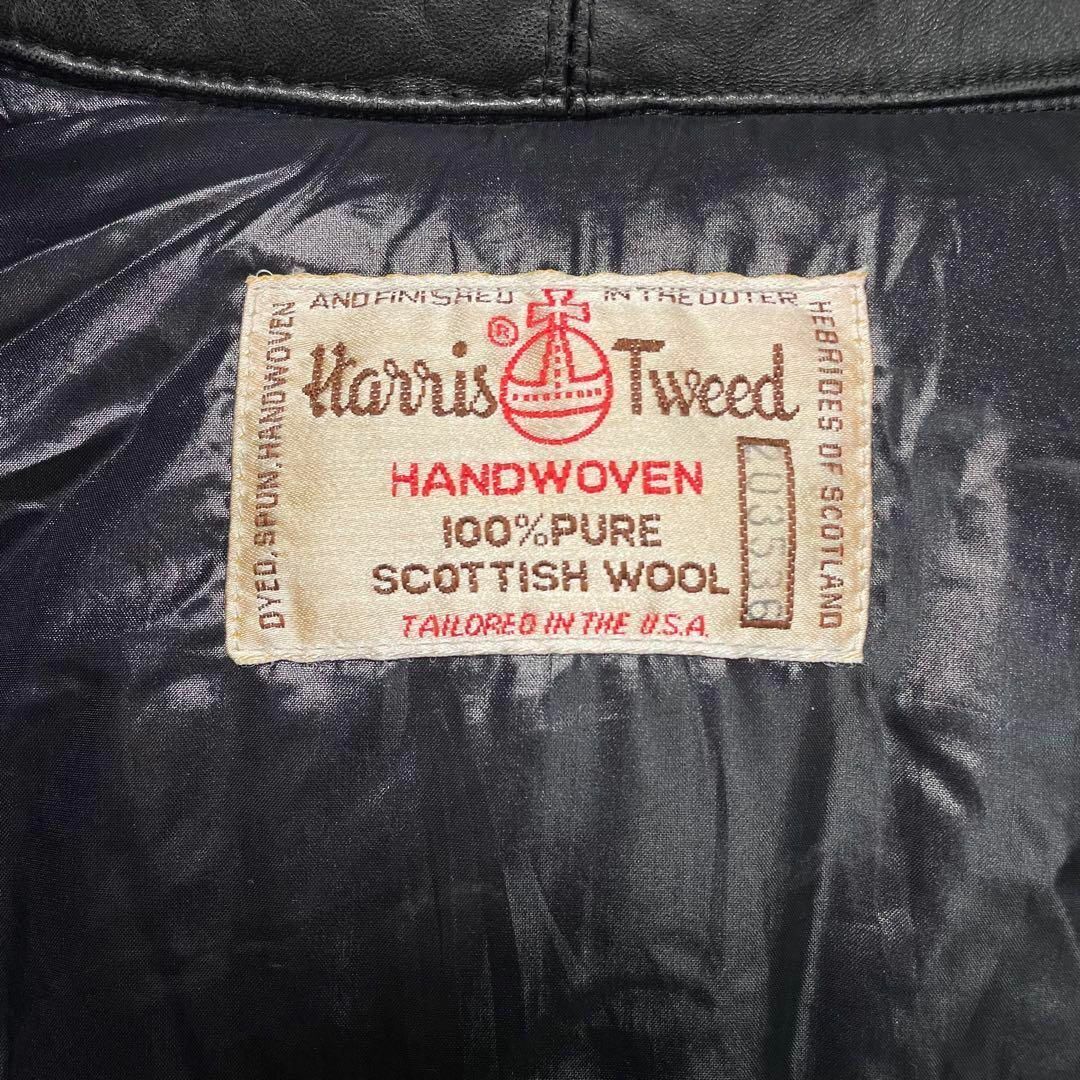 DYED, SPUN, HANDWOVEN
AND FINISHED IN THE OUTER
HEBRIDES OF SCOTLAND
Harris Tweed ®
HANDWOVEN
100% PURE
SCOTTISH WOOL
TAILORED IN THE U.S.A.
203536